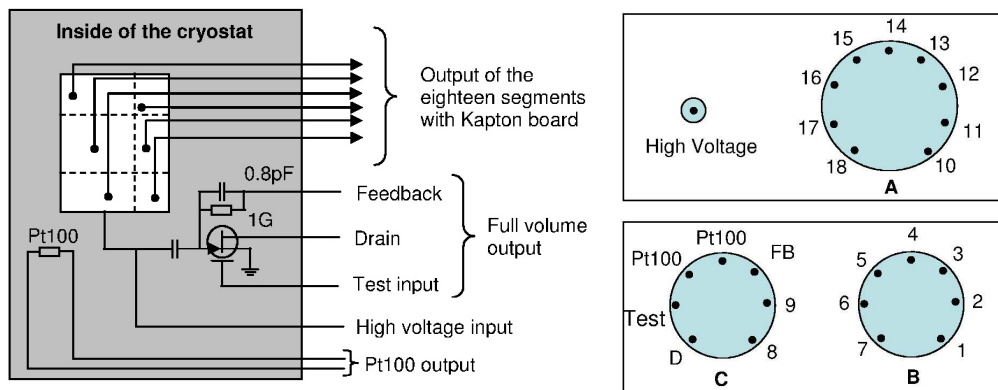 Inside of the cryostat
Output of the
eighteen segments
with Kapton board
0.8pF
1G
Feedback
Drain
Test input
Full volume
output
Pt100
High voltage input
Pt100 output
High Voltage
14
15
13
16
12
17
11
18
10
A
Pt100
Pt100
FB
Test
9
D
8
C
4
5
3
6
2
7
1
B